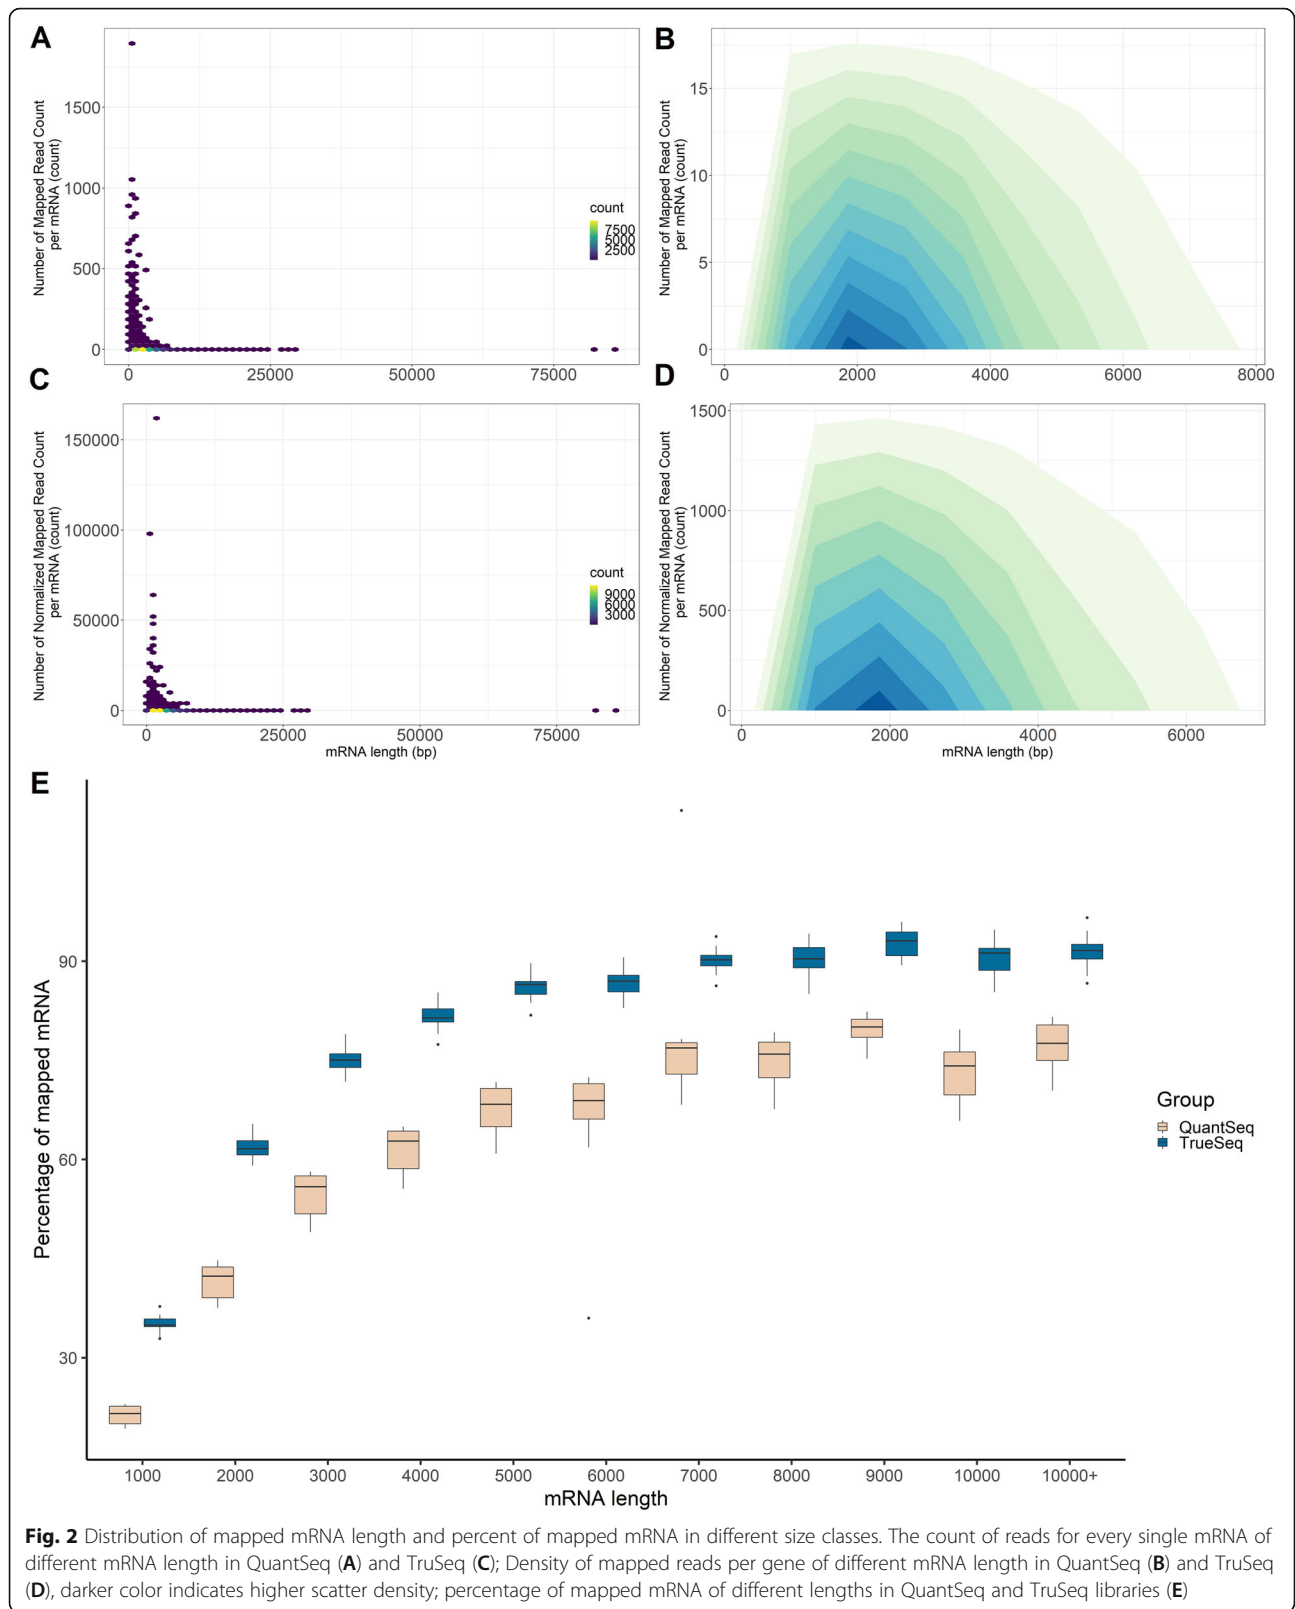 A
Number of Mapped Read Count
per mRNA (count)
1500
1000
500
0
0
25000
50000
75000
count
7500
5000
2500
B
Number of Mapped Read Count
per mRNA (count)
15
10
5
0
0
2000
4000
6000
8000
C
Number of Normalized Mapped Read Count
per mRNA (count)
150000
100000
50000
0
0
25000
50000
75000
mRNA length (bp)
count
9000
6000
3000
D
Number of Normalized Mapped Read Count
per mRNA (count)
1500
1000
500
0
0
2000
4000
6000
mRNA length (bp)
E
Percentage of mapped mRNA
90
60
30
1000
2000
3000
4000
5000
6000
7000
8000
9000
10000
10000+
mRNA length
Group
QuantSeq
TrueSeq
Fig. 2 Distribution of mapped mRNA length and percent of mapped mRNA in different size classes. The count of reads for every single mRNA of
different mRNA length in QuantSeq (A) and TruSeq (C); Density of mapped reads per gene of different mRNA length in QuantSeq (B) and TruSeq
(D), darker color indicates higher scatter density; percentage of mapped mRNA of different lengths in QuantSeq and TruSeq libraries (E)